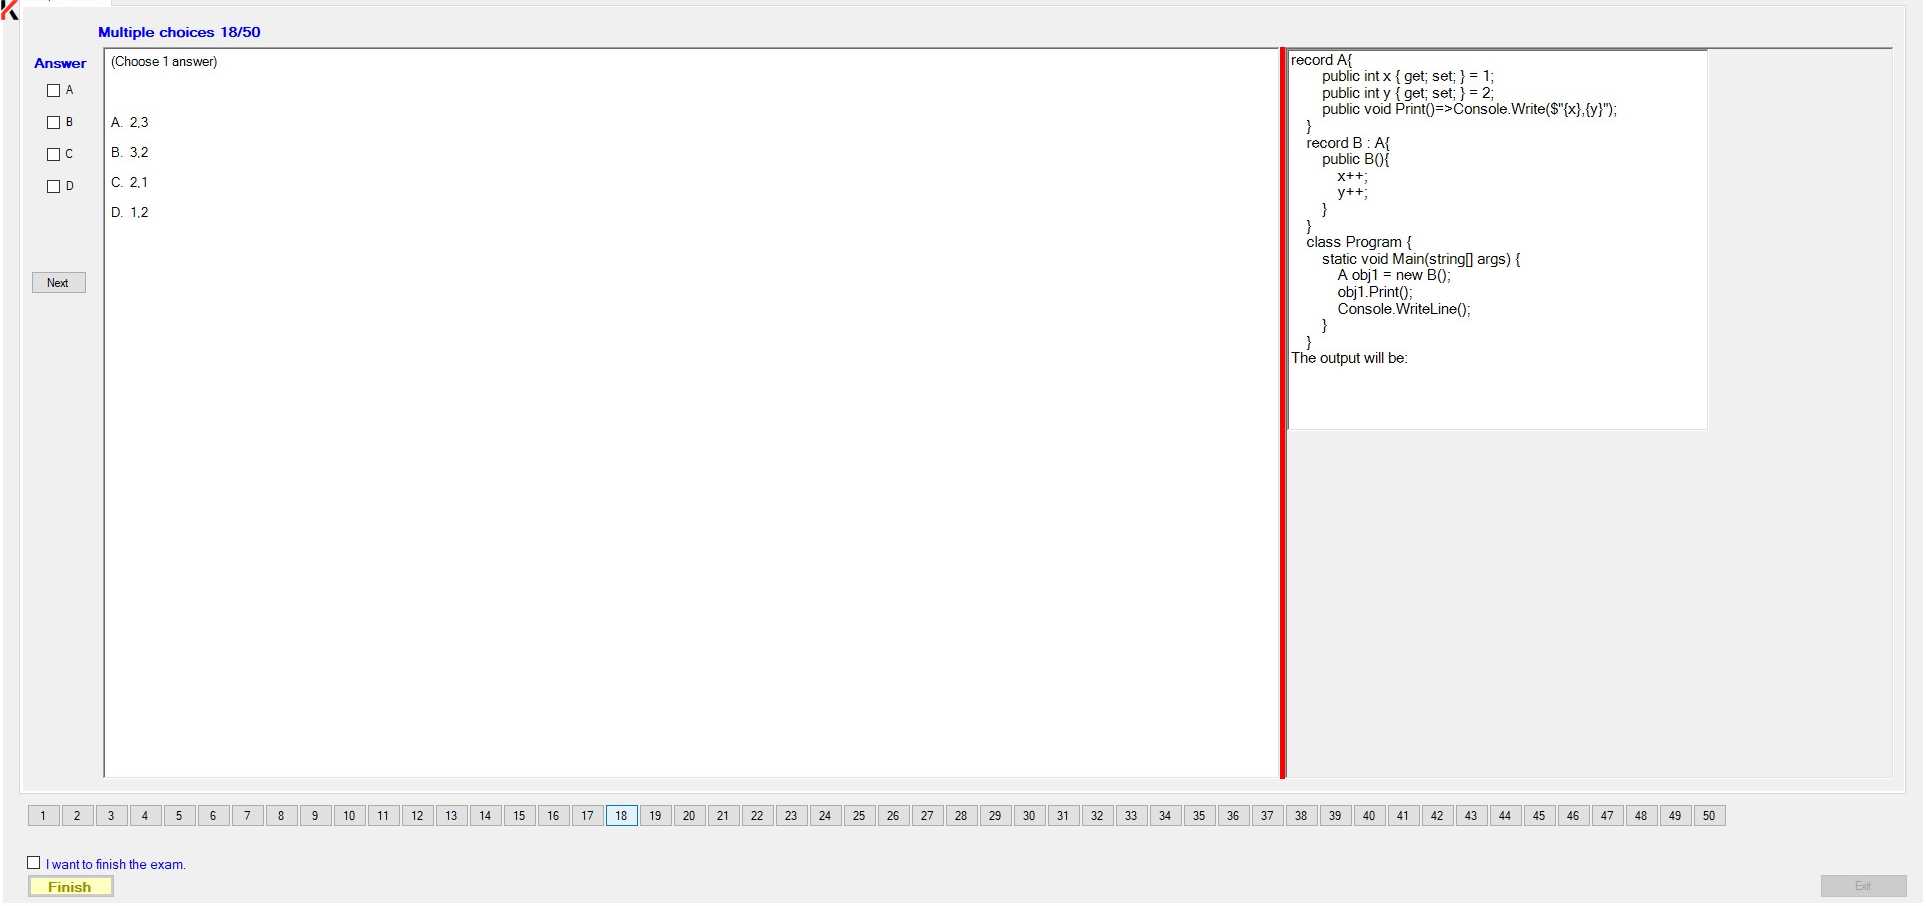 Multiple choices 18/50
Answer
(Choose 1 answer)
A
B
C
D
A. 2,3
B. 3,2
C. 2,1
D. 1,2
Next
record A{
public int x { get; set; } = 1;
public int y { get; set; } = 2;
public void Print()=>Console.Write($"{x},{y}");
}
record B : A{
public B(){
x++;
y++;
}
}
class Program {
static void Main(string[] args) {
A obj1 = new B();
obj1.Print();
Console.WriteLine();
}
}
The output will be:
1 2 3 4 5 6 7 8 9 10 11 12 13 14 15 16 17 18 19 20 21 22 23 24 25 26 27 28 29 30 31 32 33 34 35 36 37 38 39 40 41 42 43 44 45 46 47 48 49 50
I want to finish the exam.
Finish
Exit